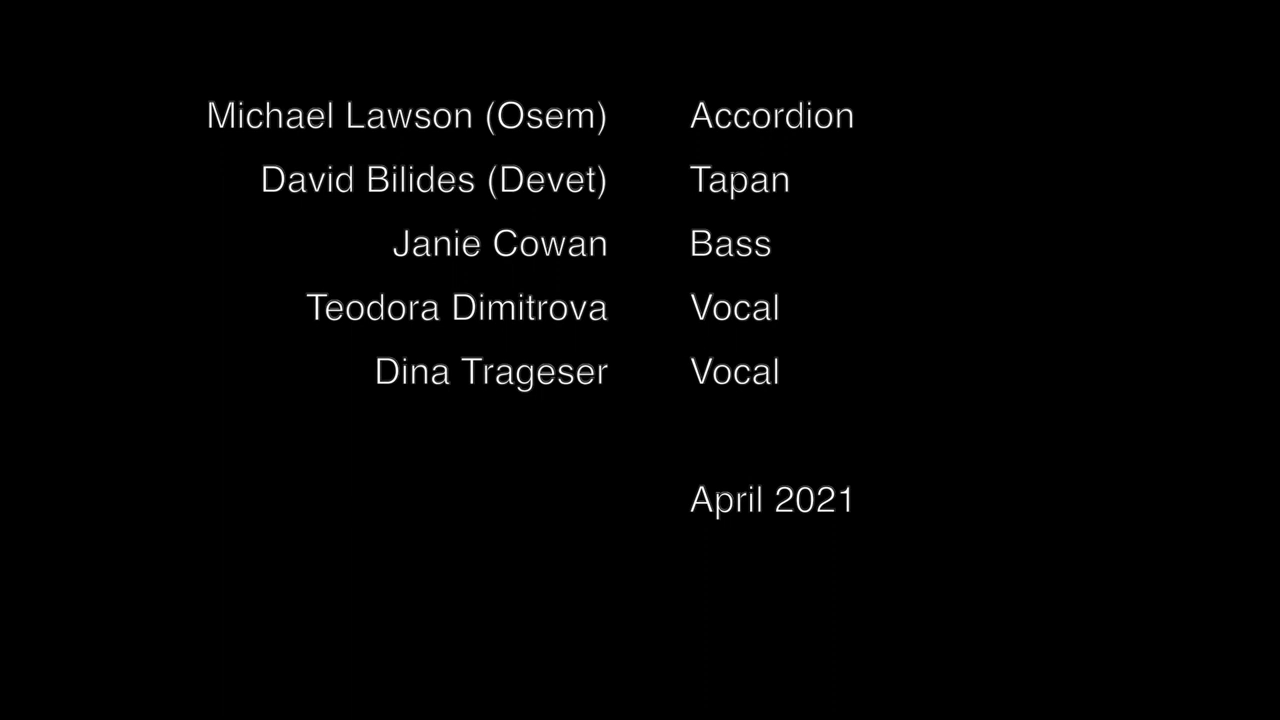 Michael Lawson (Osem) Accordion
David Bilides (Devet) Tapan
Janie Cowan Bass
Teodora Dimitrova Vocal
Dina Trageser Vocal
April 2021